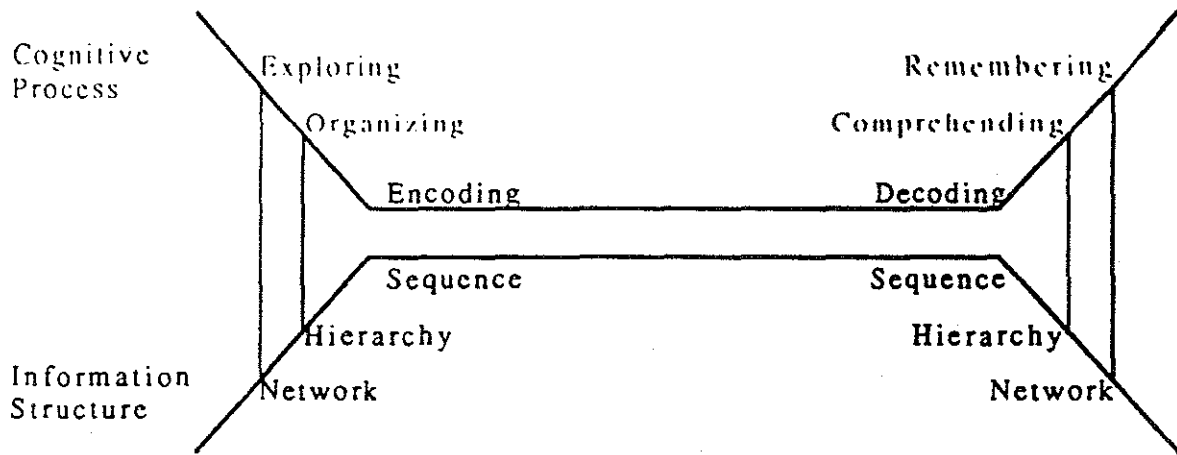 Cognitive
Process
Exploring
Remembering
Organizing
Comprehending
Encoding
Decoding
Sequence
Sequence
Hierarchy
Hierarchy
Information
Structure
Network
Network